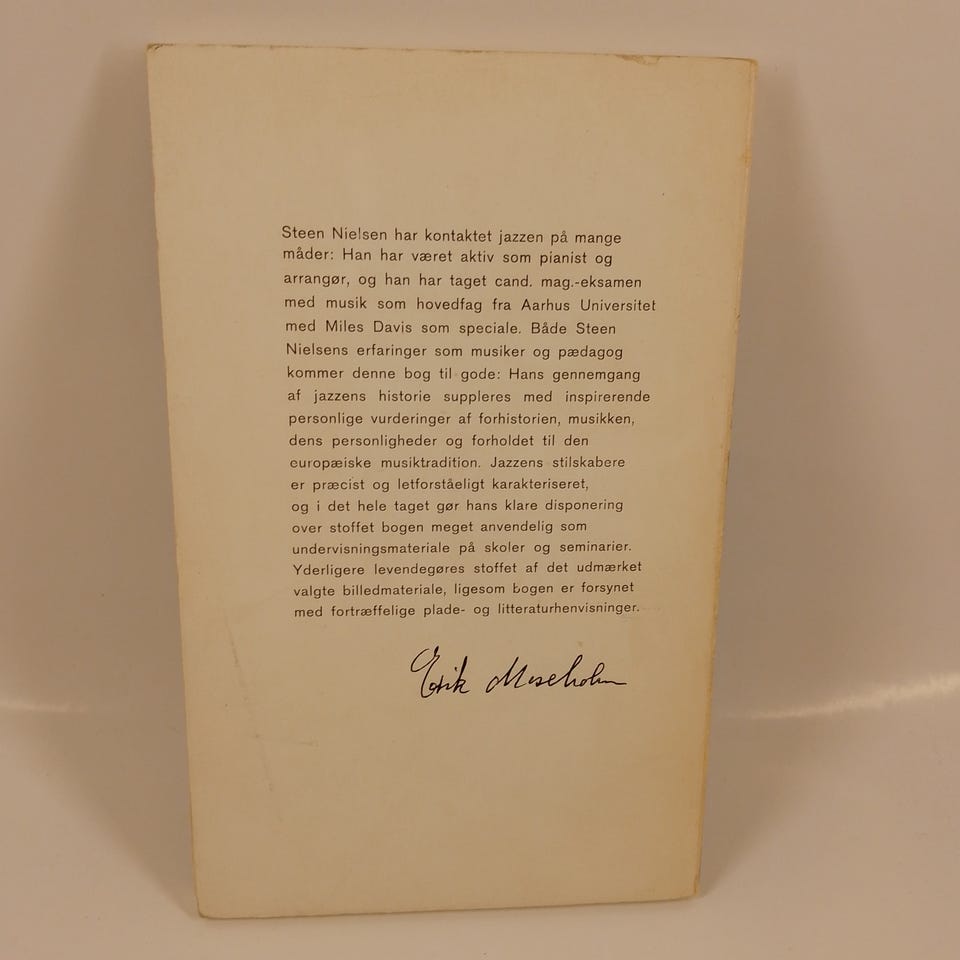 Steen Nielsen har kontaktet jazzen på mange
måder: Han har været aktiv som pianist og
arrangør, og han har taget cand. mag.-eksamen
med musik som hovedfag fra Aarhus Universitet
med Miles Davis som speciale. Både Steen
Nielsens erfaringer som musiker og pædagog
kommer denne bog til gode: Hans gennemgang
af jazzens historie suppleres med inspirerende
personlige vurderinger af forhistorien, musikken,
dens personligheder og forholdet til den
europæiske musiktradition. Jazzens stilskabere
er præcist og letforståeligt karakteriseret,
og i det hele taget gør hans klare disponering
over stoffet bogen meget anvendelig som
undervisningsmateriale på skoler og seminarier.
Yderligere levendegøres stoffet af det udmærket
valgte billedmateriale, ligesom bogen er forsynet
med fortræffelige plade- og litteraturhenvisninger.
Erik Moseholm